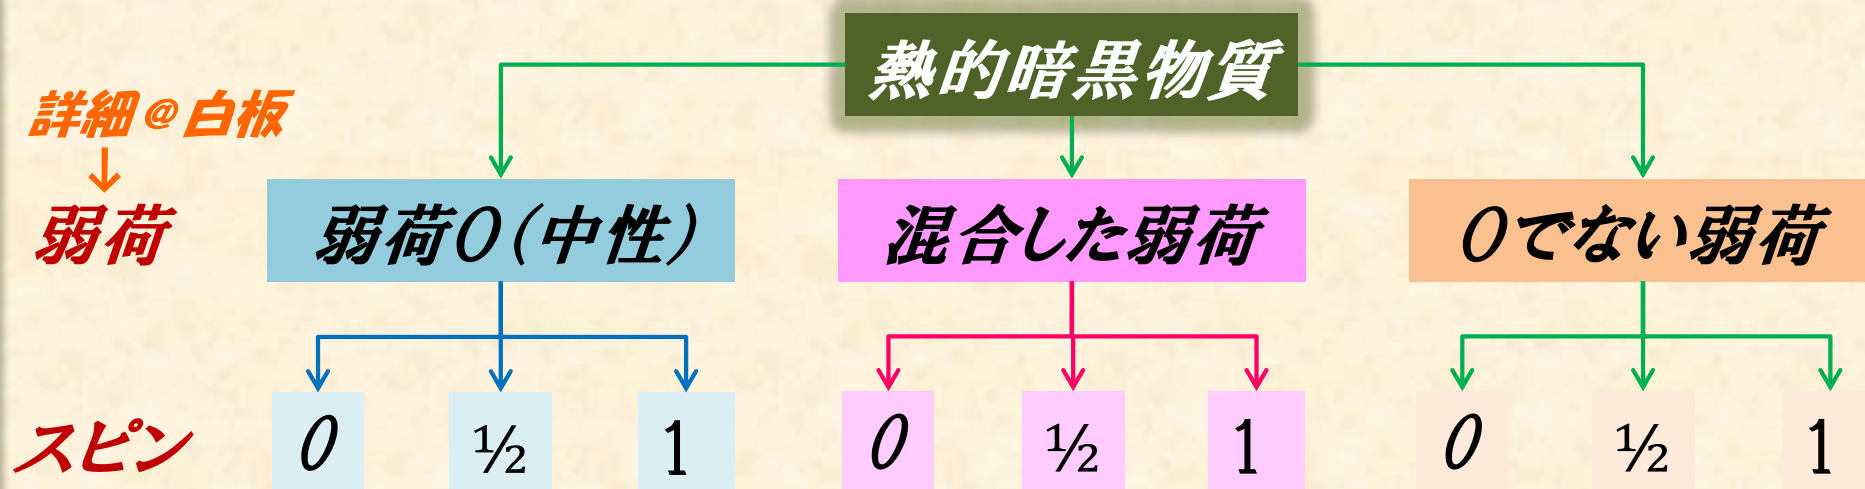 熱的暗黒物質
詳細@白板
↓
弱荷 弱荷0(中性) 混合した弱荷 0でない弱荷
スピン 0 ½ 1 0 ½ 1 0 ½ 1